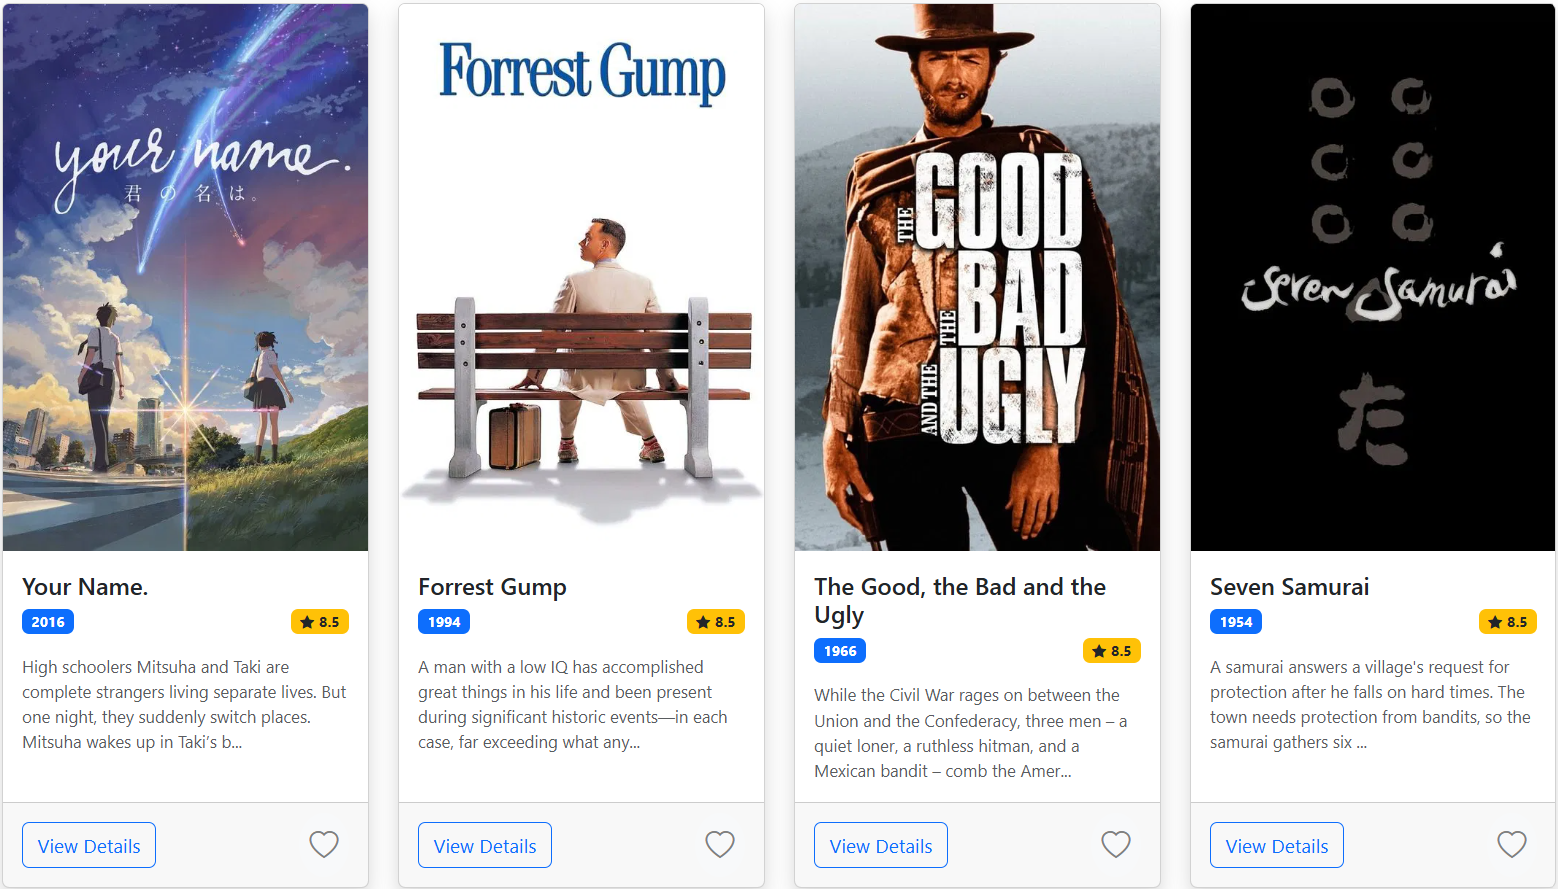 your name.
君の名は。
Your Name.
2016
★ 8.5
High schoolers Mitsuha and Taki are
complete strangers living separate lives. But
one night, they suddenly switch places.
Mitsuha wakes up in Taki’s b...
View Details
Forrest Gump
Forrest Gump
1994
★ 8.5
A man with a low IQ has accomplished
great things in his life and been present
during significant historic events—in each
case, far exceeding what any...
View Details
THE GOOD
THE BAD
AND THE UGLY
The Good, the Bad and the
Ugly
1966
★ 8.5
While the Civil War rages on between the
Union and the Confederacy, three men – a
quiet loner, a ruthless hitman, and a
Mexican bandit – comb the Amer...
View Details
Seven Samurai
た
Seven Samurai
1954
★ 8.5
A samurai answers a village's request for
protection after he falls on hard times. The
town needs protection from bandits, so the
samurai gathers six ...
View Details